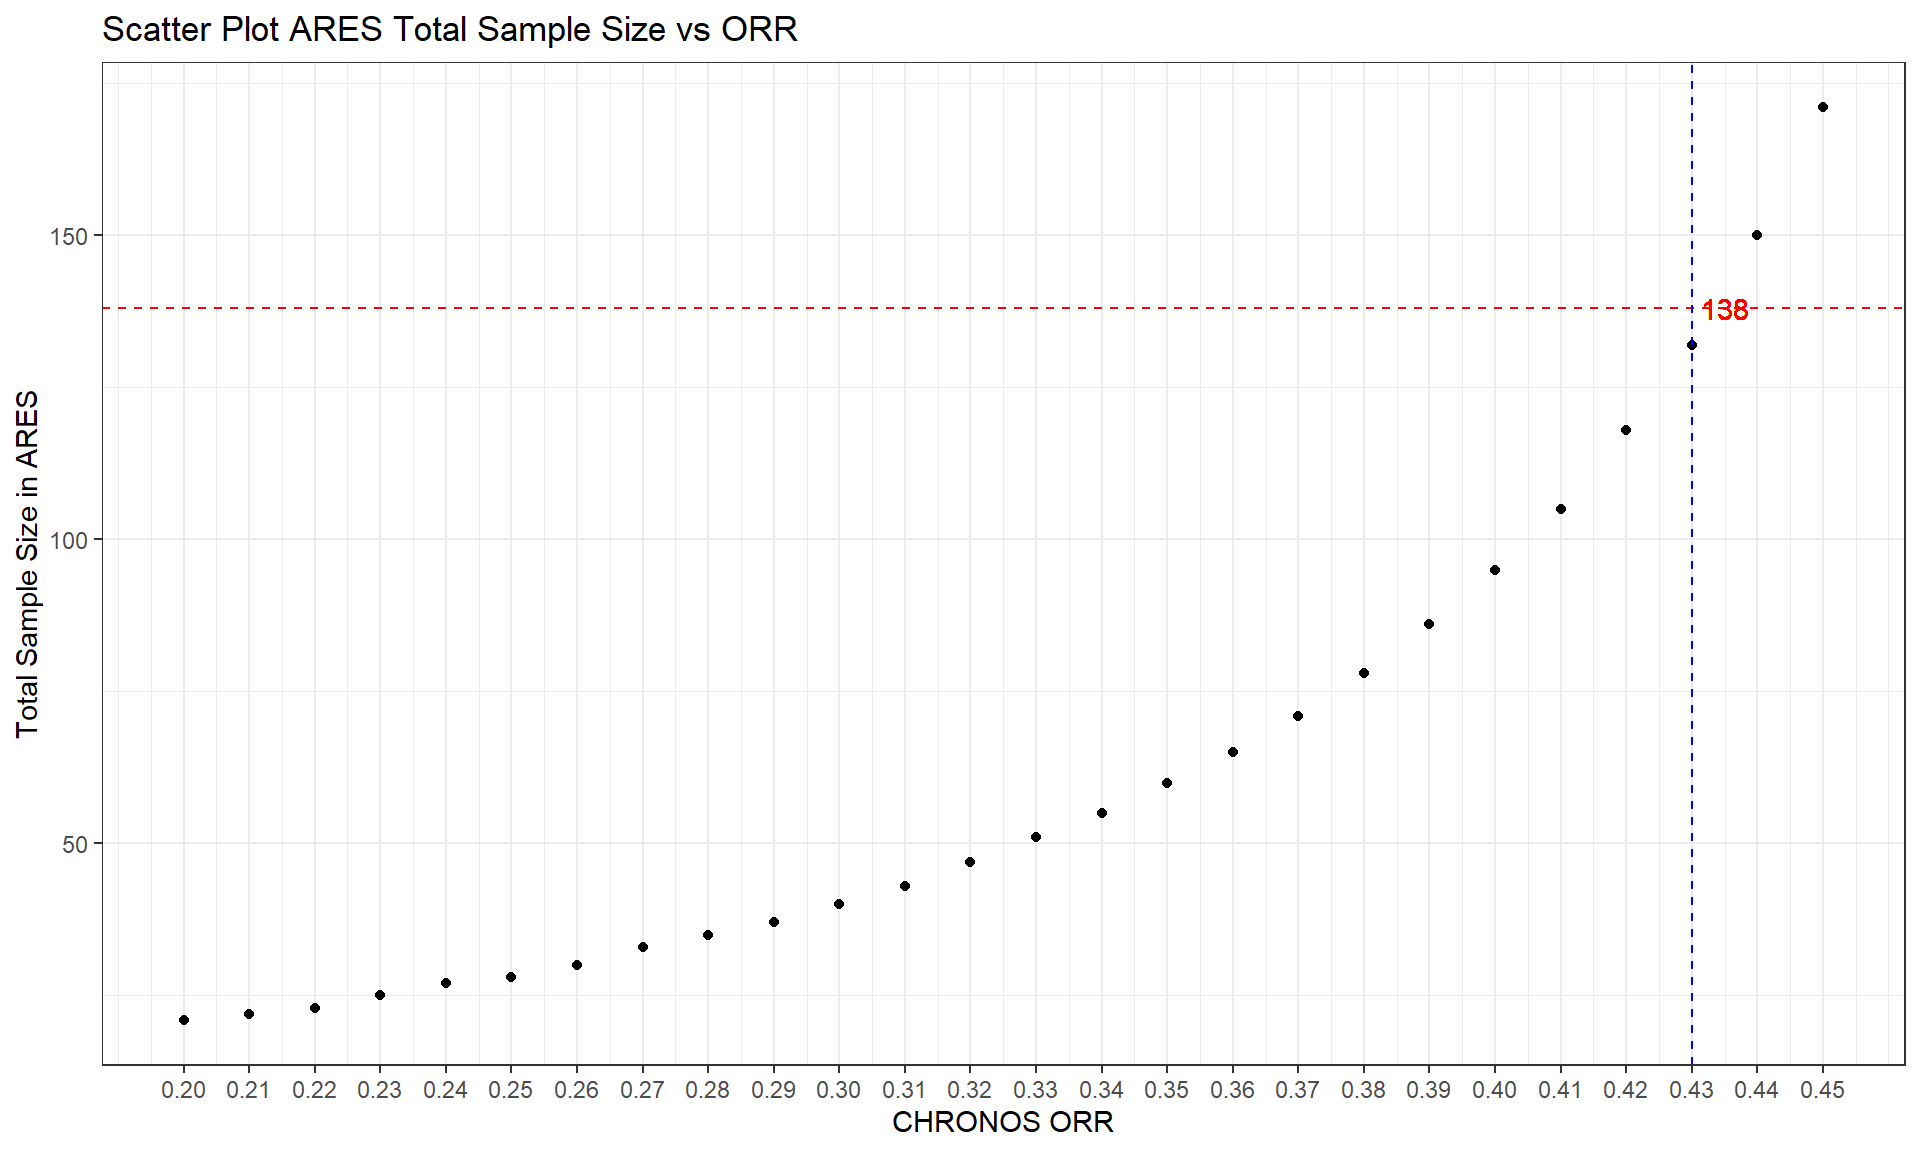 Scatter Plot ARES Total Sample Size vs ORR
Total Sample Size in ARES
150
100
50
138
0.20 0.21 0.22 0.23 0.24 0.25 0.26 0.27 0.28 0.29 0.30 0.31 0.32 0.33 0.34 0.35 0.36 0.37 0.38 0.39 0.40 0.41 0.42 0.43 0.44 0.45
CHRONOS ORR